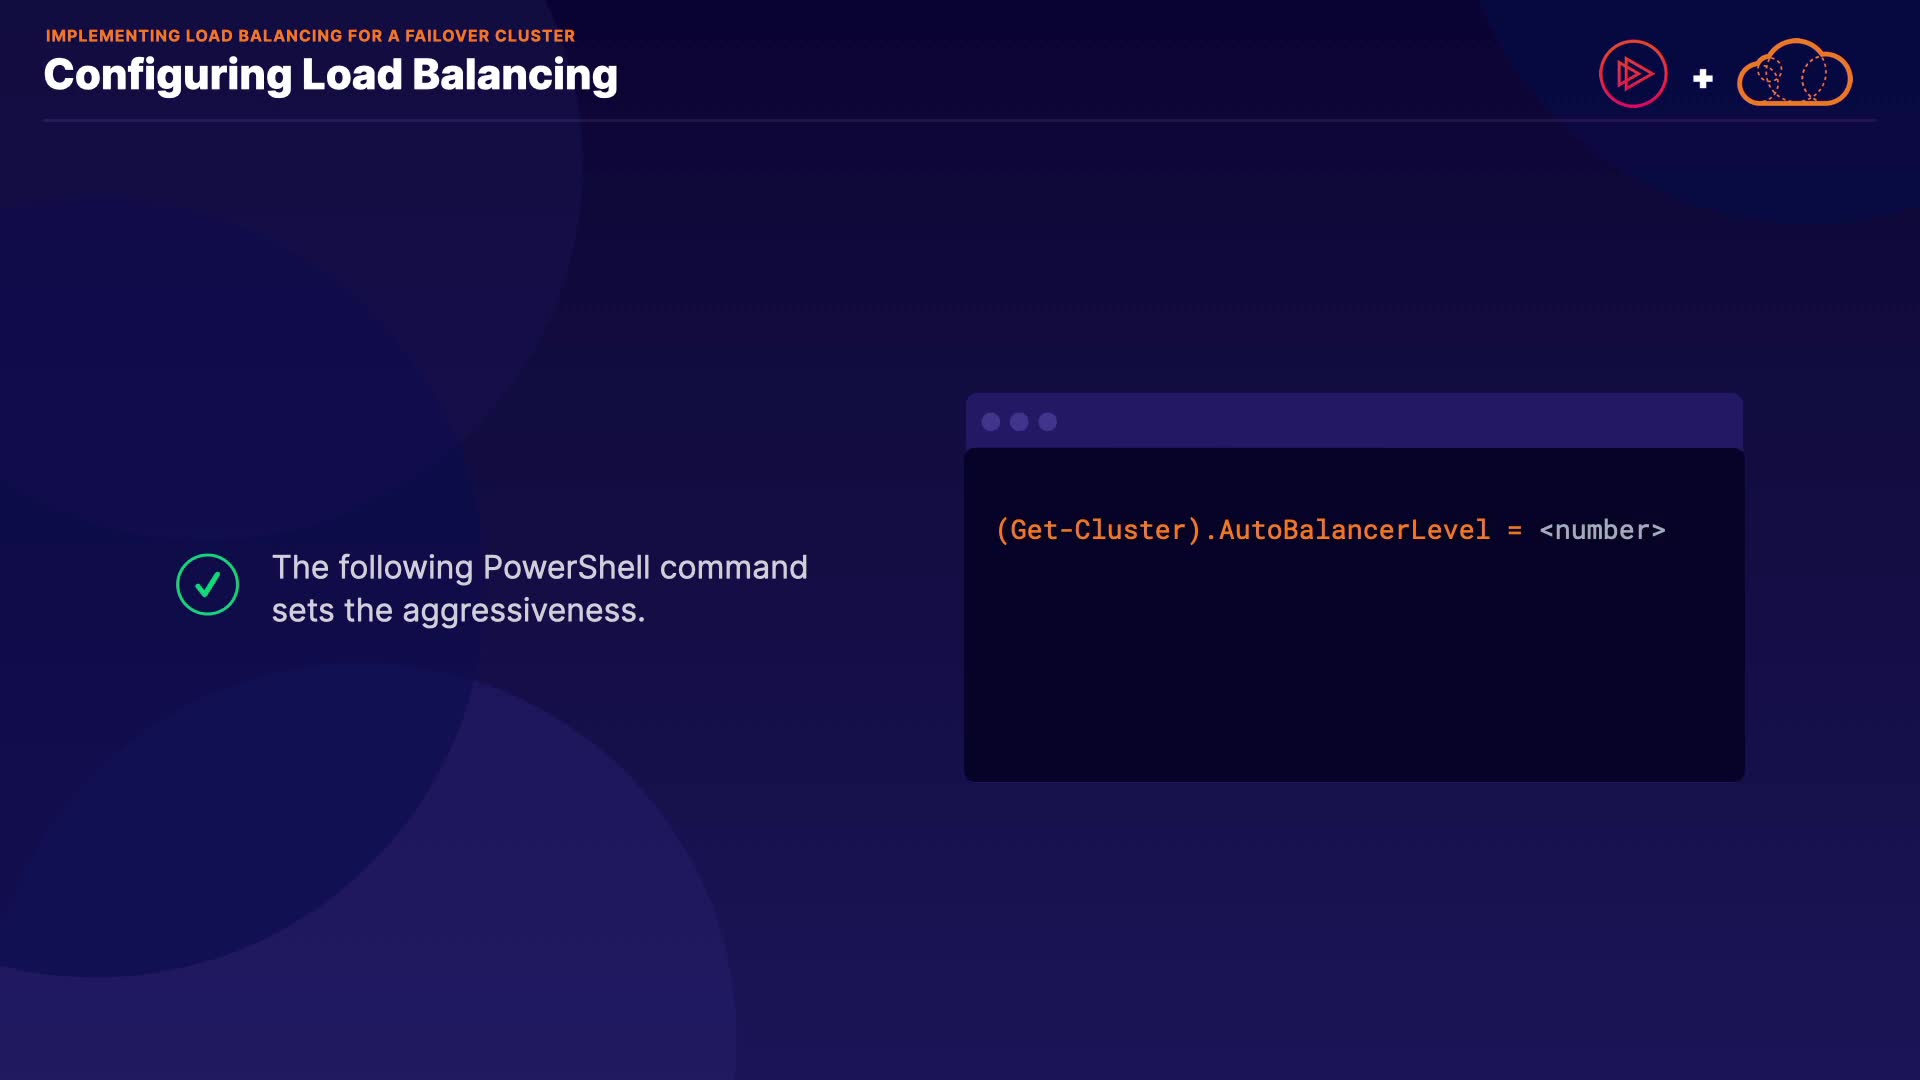 IMPLEMENTING LOAD BALANCING FOR A FAILOVER CLUSTER
Configuring Load Balancing
The following PowerShell command
sets the aggressiveness.
(Get-Cluster).AutoBalancerLevel = <number>